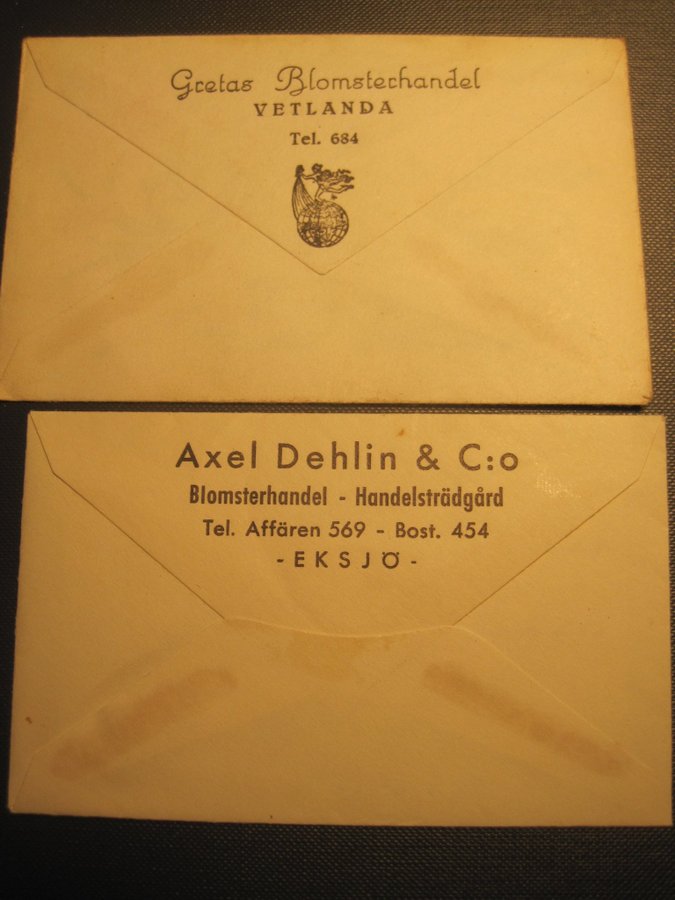 Gretas Blomsterhandel
VETLANDA
Tel. 684
Axel Dehlin & C:o
Blomsterhandel - Handelsträdgård
Tel. Affären 569 - Bost. 454
- EKSJÖ -